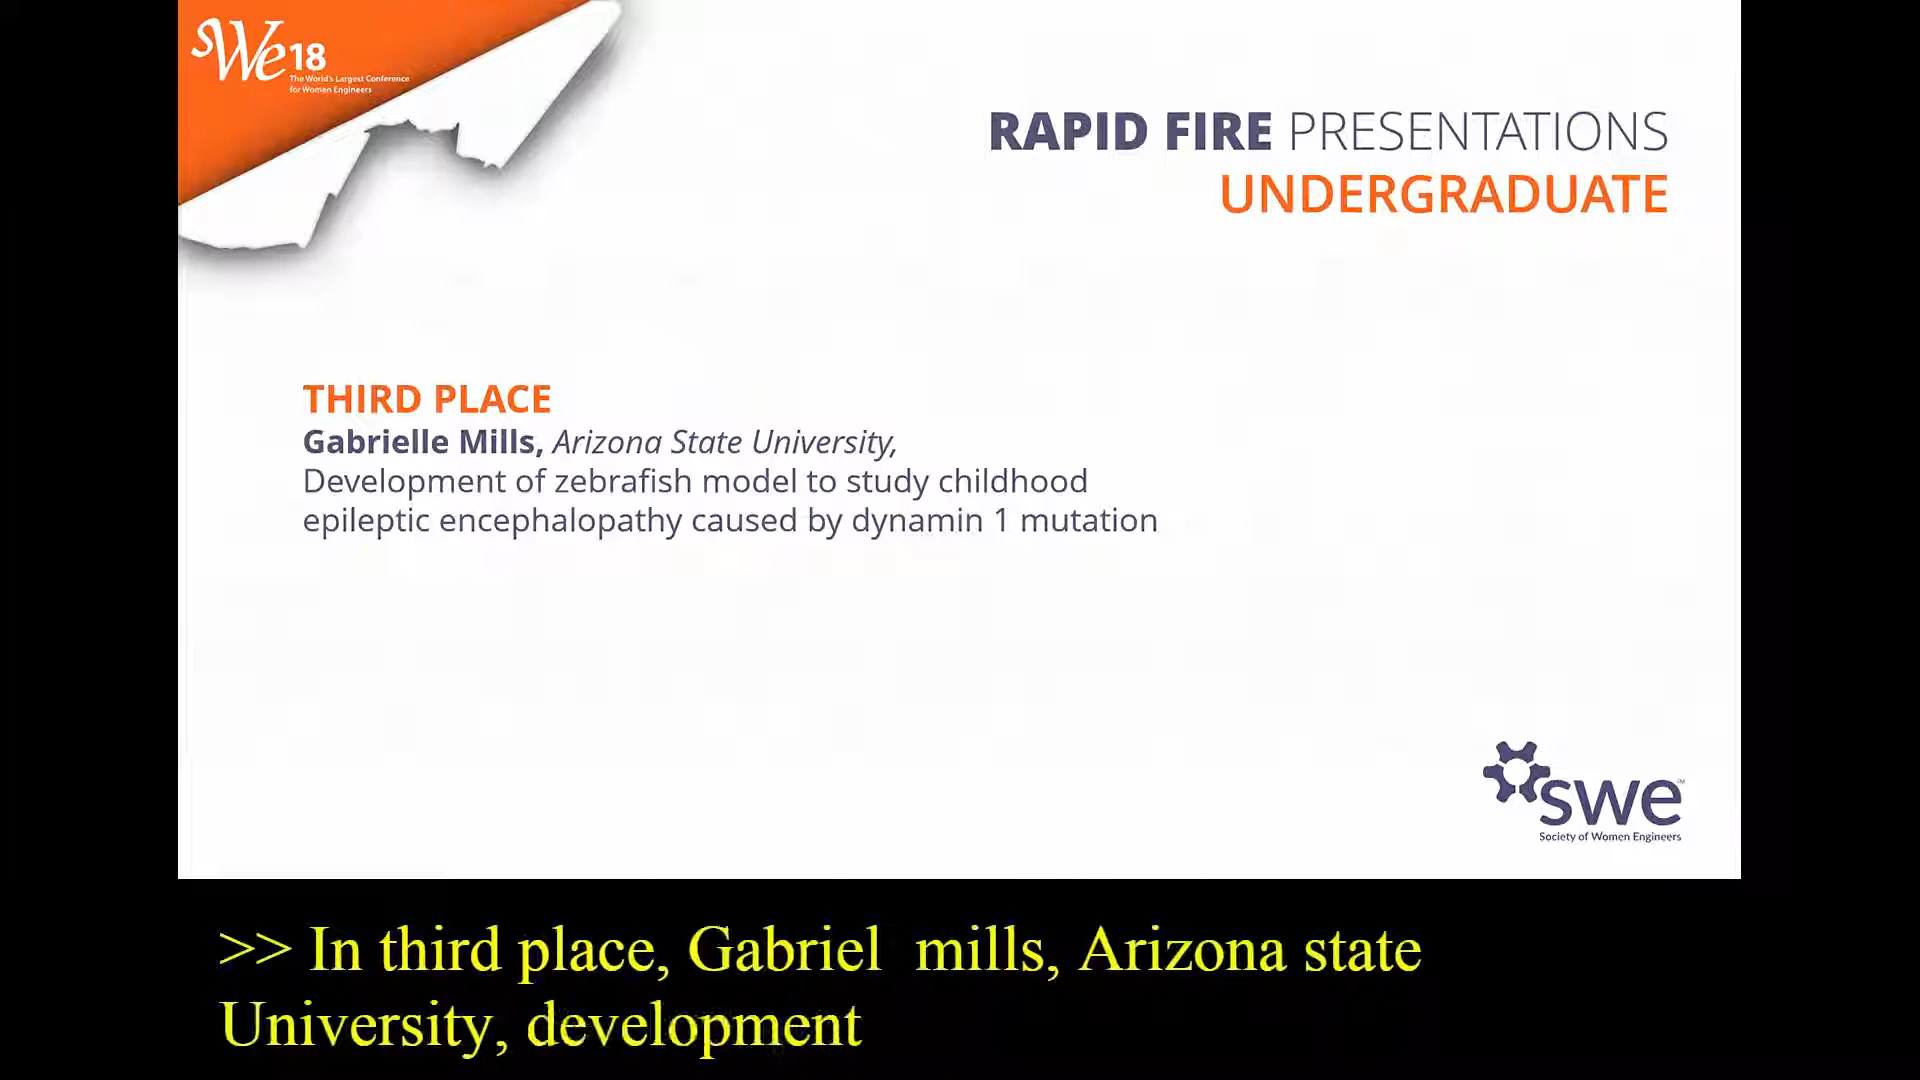 sWe18
The World's Largest Conference
for Women Engineers
RAPID FIRE PRESENTATIONS
UNDERGRADUATE
THIRD PLACE
Gabrielle Mills, Arizona State University,
Development of zebrafish model to study childhood
epileptic encephalopathy caused by dynamin 1 mutation
swe™
Society of Women Engineers
>> In third place, Gabriel  mills, Arizona state
University, development